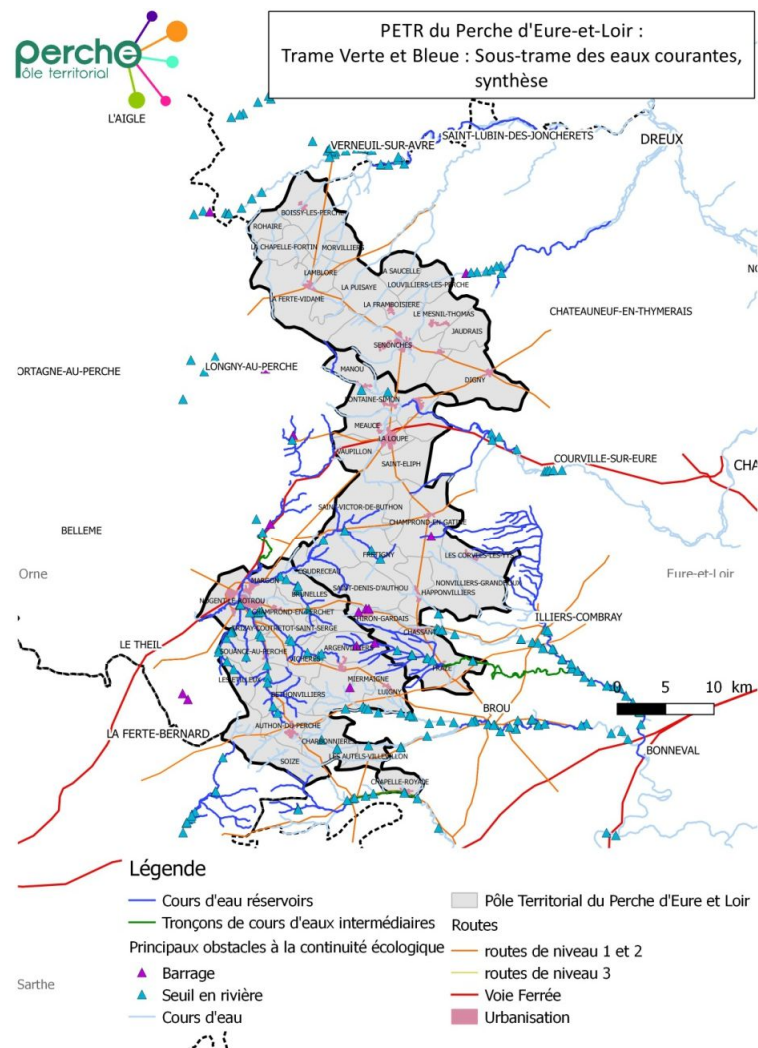 perche
pôle territorial
PETR du Perche d'Eure-et-Loir :
Trame Verte et Bleue : Sous-trame des eaux courantes,
synthèse
L'AIGLE
VERNEUIL-SUR-AVRE
SAINT-LUBIN-DES-JONCHERETS
DREUX
BOISSY-LES-PERCHE
ROHAIRE
LA CHAPELLE-FORTIN
MORVILLIERS
LAMBLORE
LA SAUCELLE
LA PUISAYE
LOUVILLIERS-LES-PERCHE
LA FERTE-VIDAME
LA FRAMBOISIERE
LE MESNIL-THOMAS
CHATEAUNEUF-EN-THYMERAIS
JAUDRAIS
SENONCHES
ORTAGNE-AU-PERCHE
LONGNY-AU-PERCHE
MANOU
DIGNY
FONTAINE-SIMON
MEAUCE
LA LOUPE
VAUPILLON
SAINT-ELIPH
COURVILLE-SUR-EURE
CHA
SAINT-VICTOR-DE-BUTHON
CHAMPROND-EN-GATINE
BELLEME
FRETIGNY
LES CORVEES-LES-YYS
Orne
COUDRECEAU
MARGON
NONVILLIERS-GRANDHOUX
Eure-et-Loir
SAINT-DENIS-D'AUTHOU
HAPPONVILLIERS
BRUNELLES
NOGENT-LE-ROTROU
CHAMPROND-EN-PERCHET
THIRON-GARDAIS
ILLIERS-COMBRAY
CHASSANT
LE THEIL
ARGENVILLIERS
SOUANCE-AU-PERCHE
VICHERES
FRAZE
LES ETILLEUX
MIERMAIGNE
0 5 10 km
BETHONVILLIERS
LUIGNY
BROU
AUTHON-DU-PERCHE
LA FERTE-BERNARD
CHARBONNIERES
BONNEVAL
LES AUTELS-VILLEVILLON
SOIZE
CHAPELLE-ROYALE
Légende
Cours d'eau réservoirs
Tronçons de cours d'eaux intermédiaires
Principaux obstacles à la continuité écologique
Barrage
Seuil en rivière
Cours d'eau
Pôle Territorial du Perche d'Eure et Loir
Routes
routes de niveau 1 et 2
routes de niveau 3
Voie Ferrée
Urbanisation
Sarthe